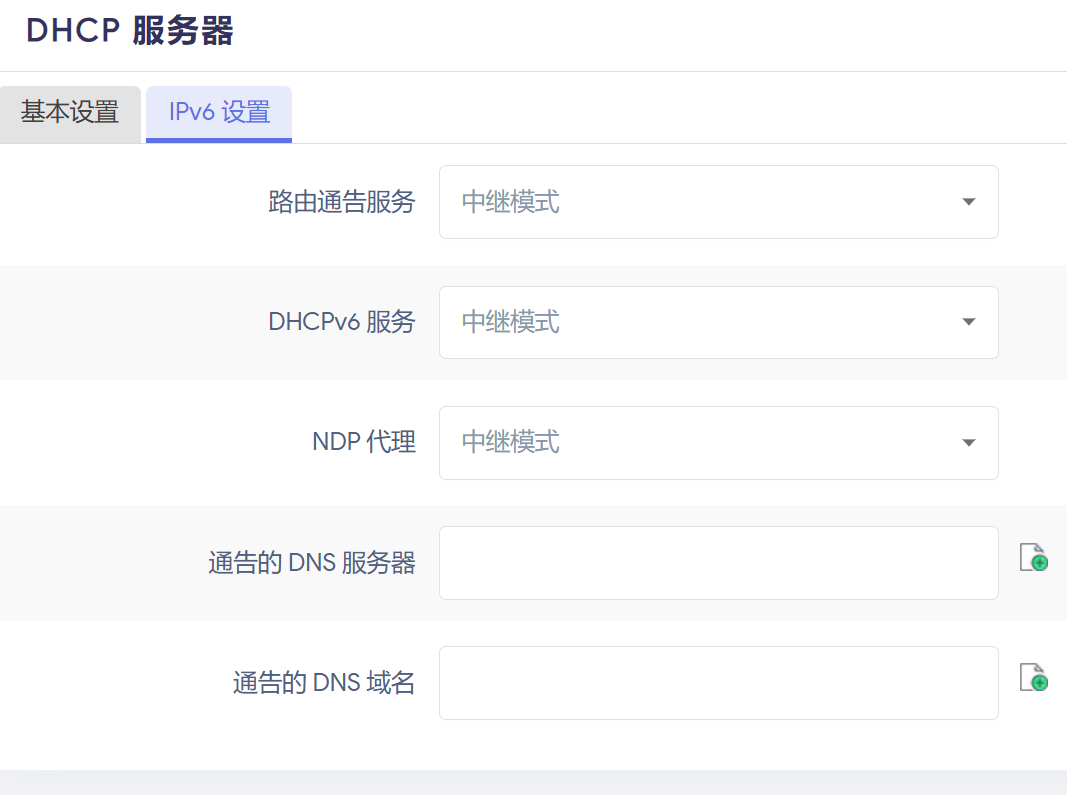 DHCP 服务器
基本设置 IPv6 设置
路由通告服务 中继模式
DHCPv6 服务 中继模式
NDP 代理 中继模式
通告的 DNS 服务器
通告的 DNS 域名